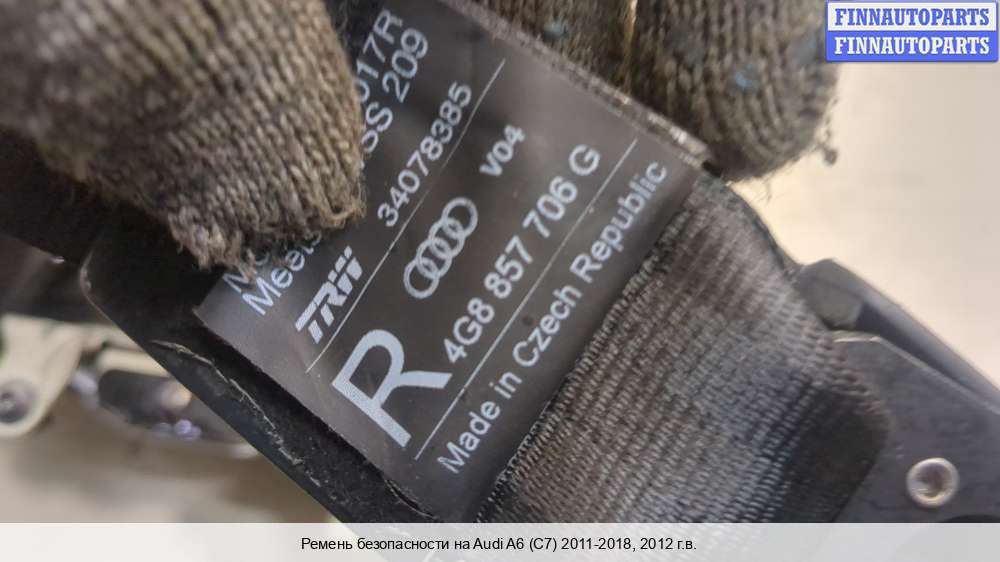 FINNAUTOPARTS
FINNAUTOPARTS
017R
SS 209
Meets
TRW
34078385
V04
R
4G8 857 706 G
Made in Czech Republic
Ремень безопасности на Audi A6 (C7) 2011-2018, 2012 г.в.